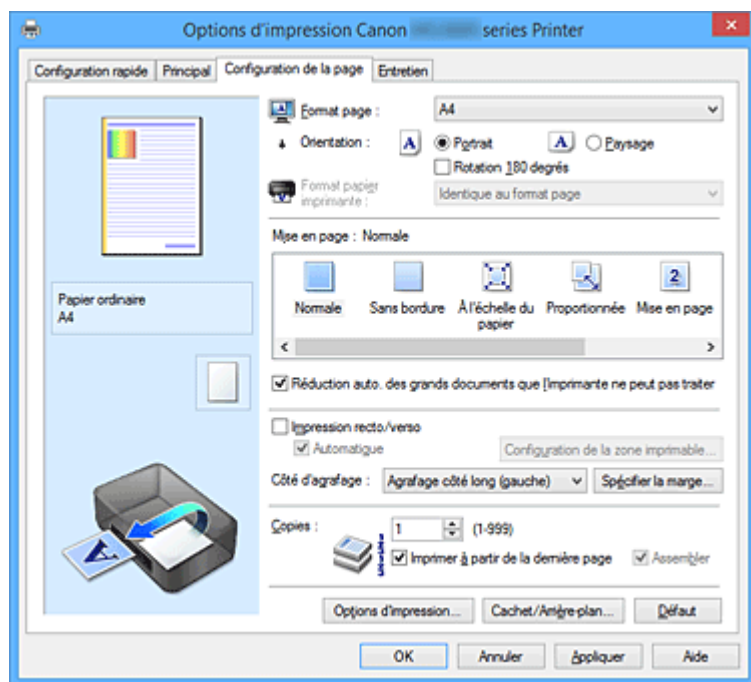 Options d'impression Canon series Printer
Configuration rapide Principal Configuration de la page Entretien
Format page : A4
Orientation : A Portrait A Paysage
Rotation 180 degrés
Format papier imprimante : Identique au format page
Mise en page : Normale
Normale Sans bordure À l'échelle du papier Proportionnée 2 Mise en page
Papier ordinaire
A4
Réduction auto. des grands documents que l'imprimante ne peut pas traiter
Impression recto/verso
Automatique Configuration de la zone imprimable...
Côté d'agrafage : Agrafage côté long (gauche) Spécifier la marge...
Copies : 1 (1-999)
Imprimer à partir de la dernière page Assembler
A
Options d'impression... Cachet/Arrière-plan... Défaut
OK Annuler Appliquer Aide